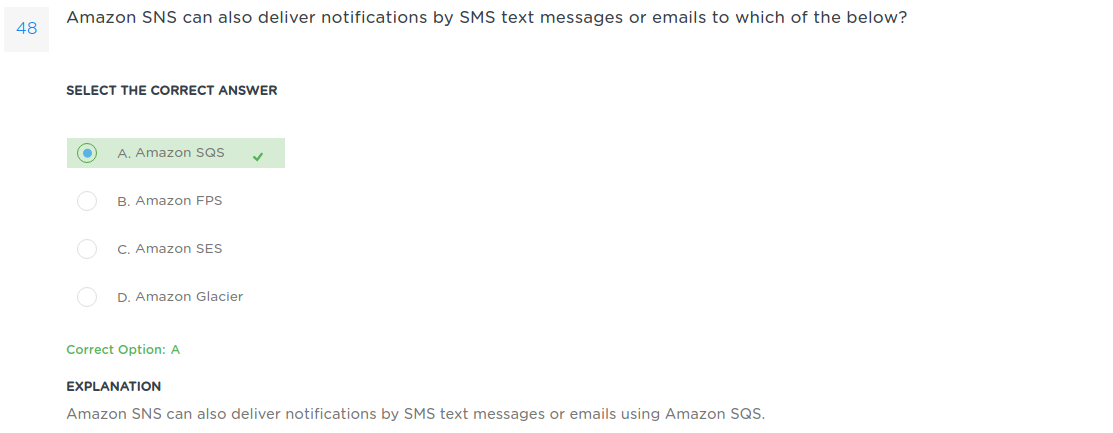 48
Amazon SNS can also deliver notifications by SMS text messages or emails to which of the below?
SELECT THE CORRECT ANSWER
A. Amazon SQS
B. Amazon FPS
C. Amazon SES
D. Amazon Glacier
Correct Option: A
EXPLANATION
Amazon SNS can also deliver notifications by SMS text messages or emails using Amazon SQS.